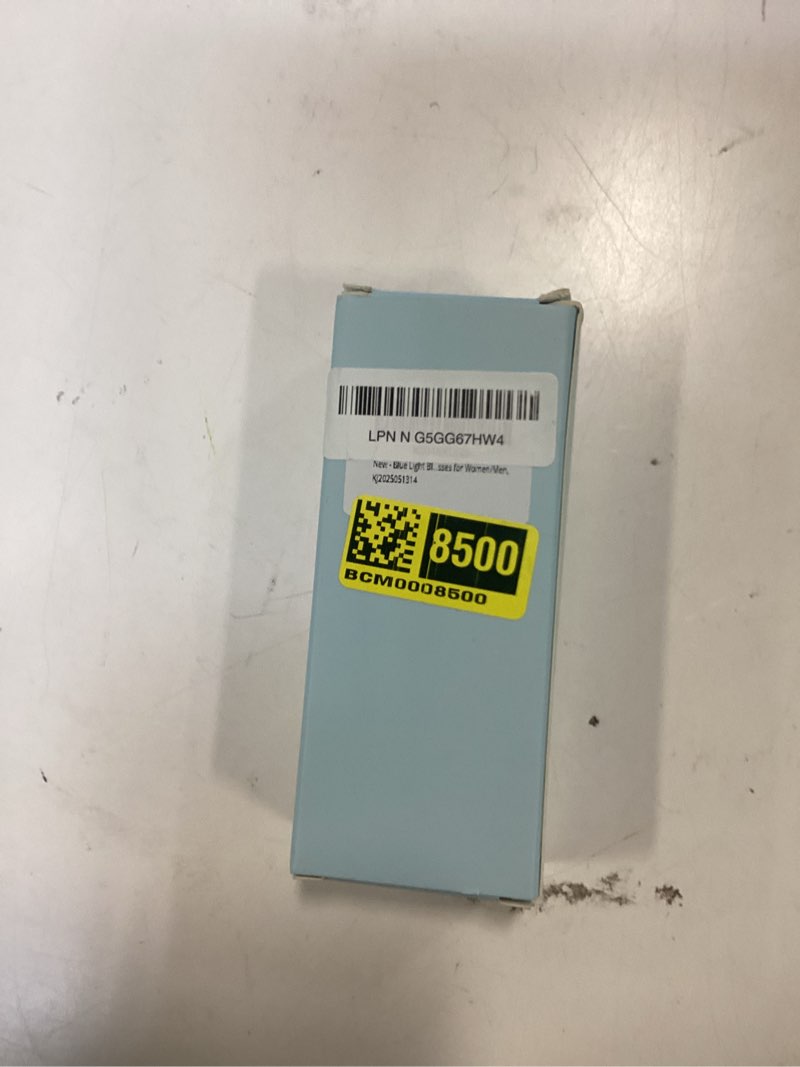 LPN N G5GG67HW4
New - Blue Light Bl...sses for Women/Men,
KJ2025051314
8500
BCM0008500